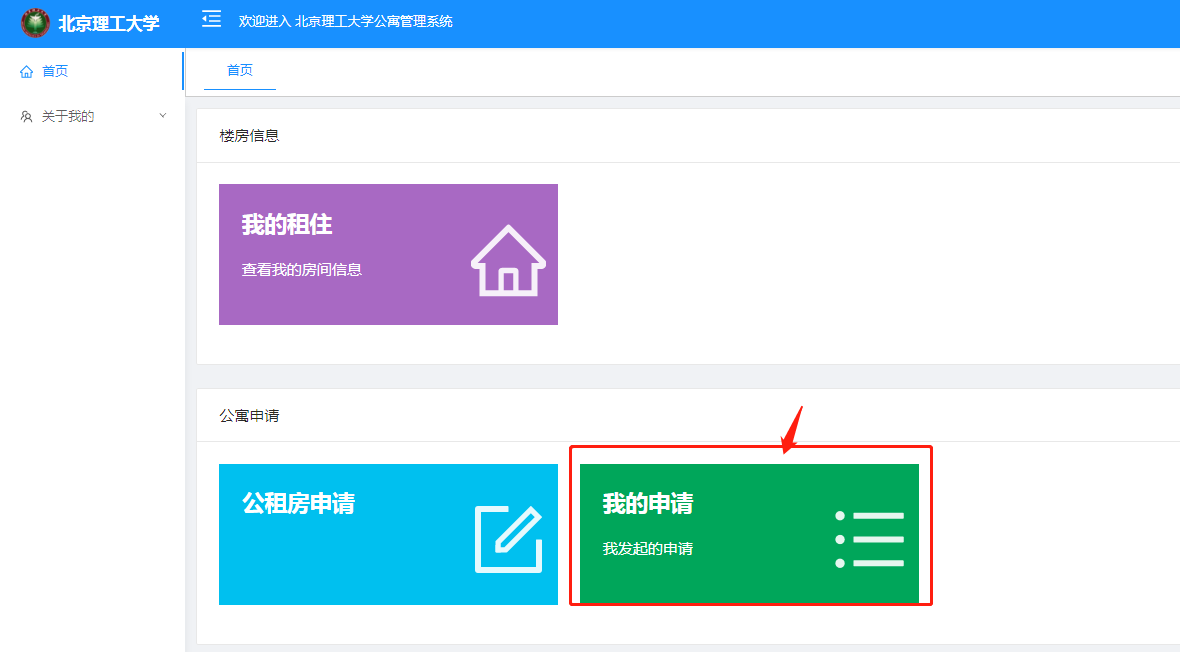 北京理工大学
欢迎进入 北京理工大学公寓管理系统
首页
关于我的
首页
楼房信息
我的租住
查看我的房间信息
公寓申请
公租房申请
我的申请
我发起的申请